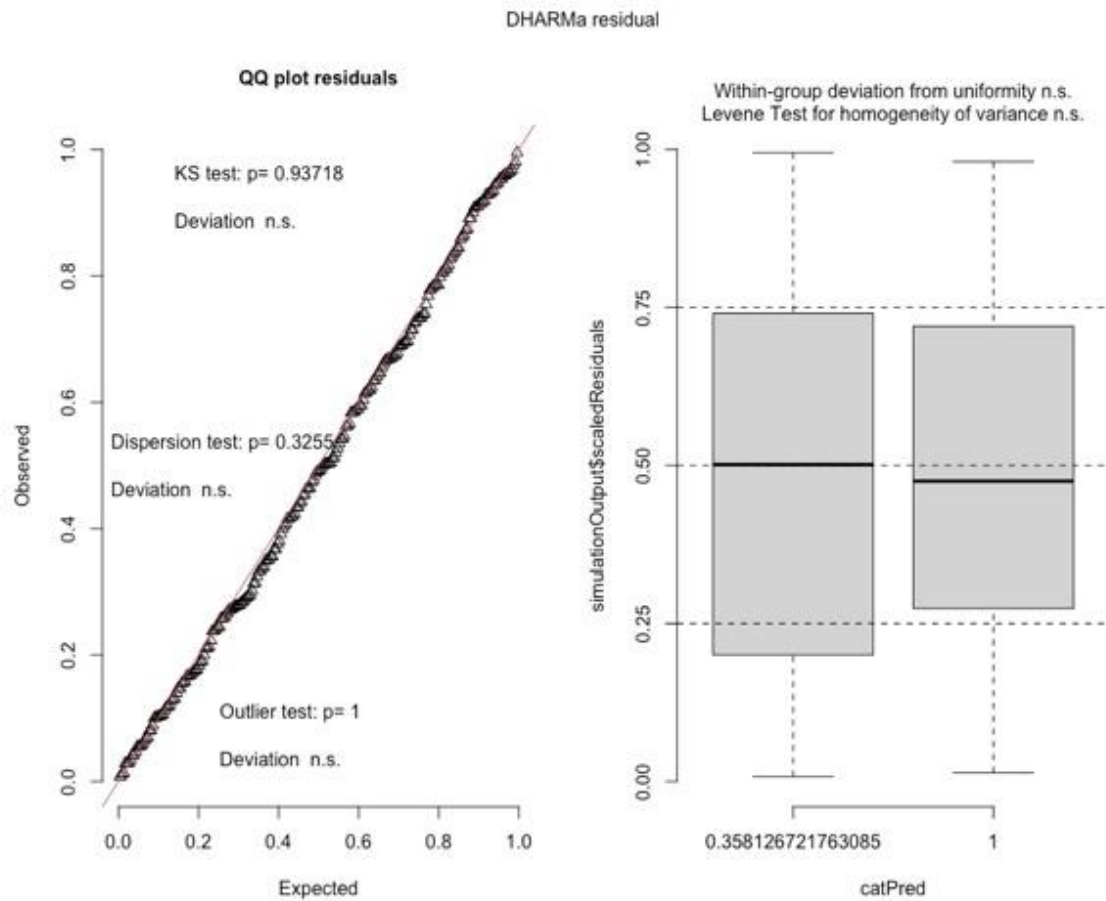 DHARMa residual
QQ plot residuals
KS test: p= 0.93718
Deviation n.s.
Dispersion test: p= 0.3255
Deviation n.s.
Outlier test: p= 1
Deviation n.s.
Observed
0.0
0.2
0.4
0.6
0.8
1.0
0.0 0.2 0.4 0.6 0.8 1.0
Expected
Within-group deviation from uniformity n.s.
Levene Test for homogeneity of variance n.s.
simulationOutput$scaledResiduals
0.00
0.25
0.50
0.75
1.00
0.358126721763085 1
catPred